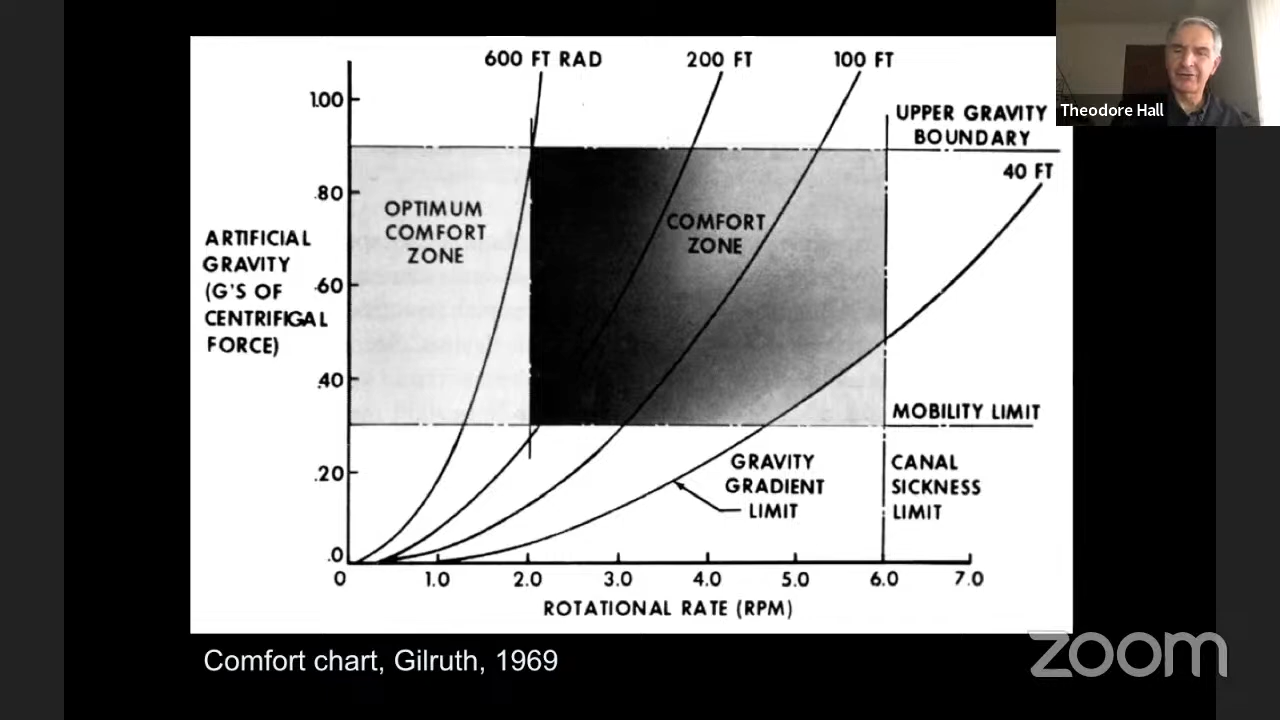 600 FT RAD
200 FT
100 FT
Theodore Hall
1.00
UPPER GRAVITY
BOUNDARY
40 FT
.80
OPTIMUM
COMFORT
ZONE
COMFORT
ZONE
ARTIFICIAL
GRAVITY
(G'S OF
CENTRIFIGAL
FORCE)
.60
.40
MOBILITY LIMIT
.20
GRAVITY
GRADIENT
LIMIT
CANAL
SICKNESS
LIMIT
.0
0 1.0 2.0 3.0 4.0 5.0 6.0 7.0
ROTATIONAL RATE (RPM)
Comfort chart, Gilruth, 1969
zoom